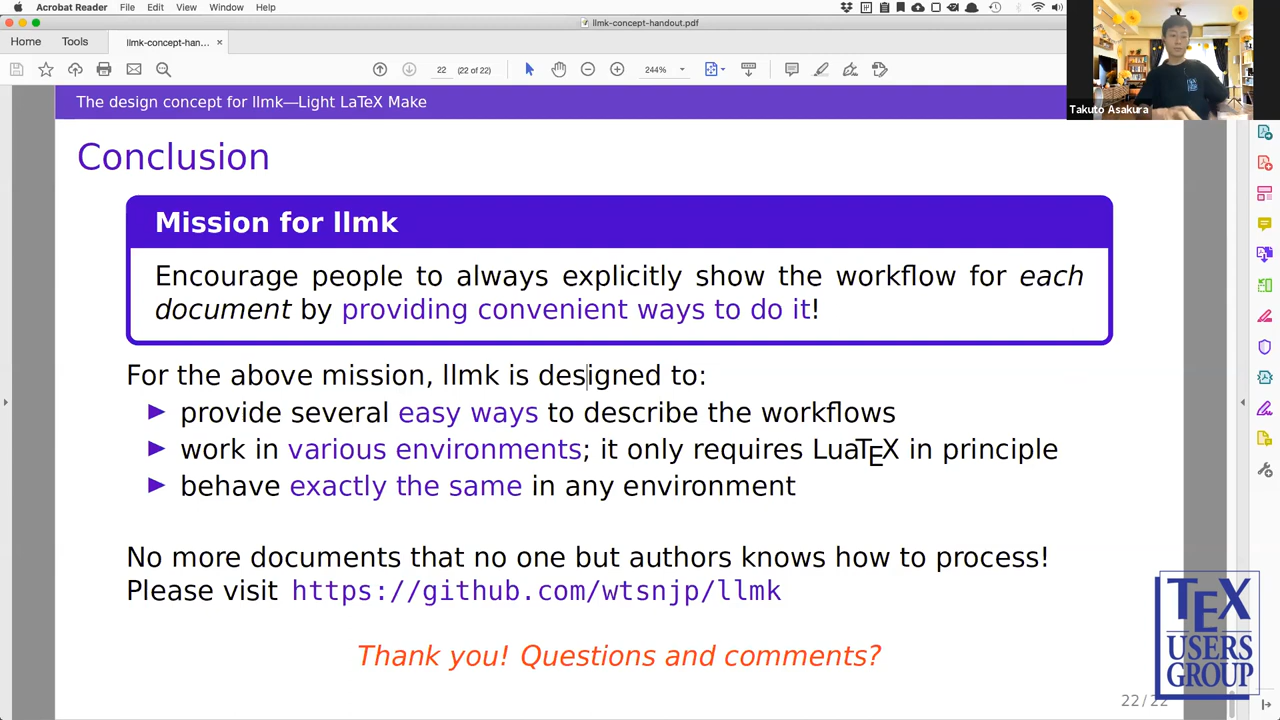 Acrobat Reader File Edit View Window Help
llmk-concept-handout.pdf
Home Tools llmk-concept-han... ×
22 (22 of 22) 244%
Takuto Asakura
The design concept for llmk—Light LaTeX Make
Conclusion
Mission for llmk
Encourage people to always explicitly show the workflow for each
document by providing convenient ways to do it!
For the above mission, llmk is designed to:
provide several easy ways to describe the workflows
work in various environments; it only requires LuaTEX in principle
behave exactly the same in any environment
No more documents that no one but authors knows how to process!
Please visit https://github.com/wtsnjp/llmk
Thank you! Questions and comments?
22/22
TEX
USERS
GROUP